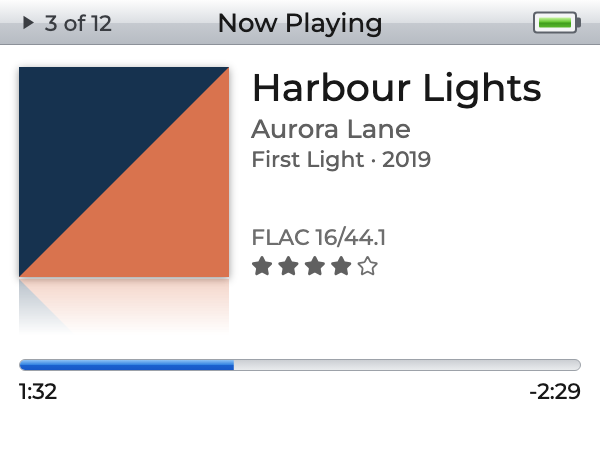 3 of 12
Now Playing
Harbour Lights
Aurora Lane
First Light · 2019
FLAC 16/44.1
1:32
-2:29